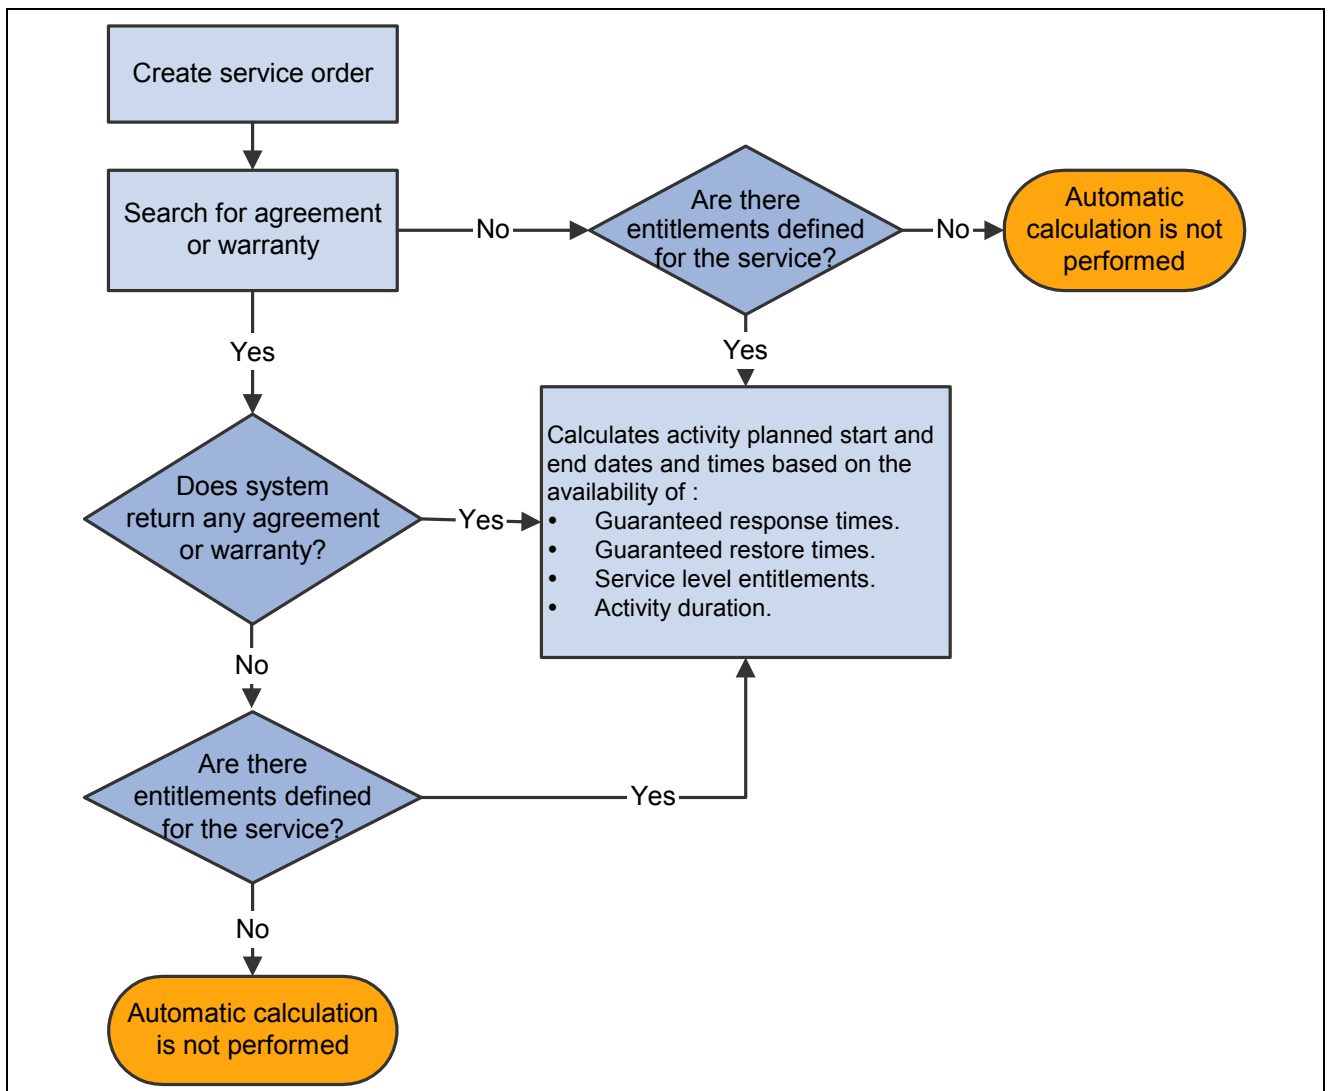 Create service order
Search for agreement
or warranty
No
Are there
entitlements defined
for the service?
No
Automatic
calculation is not
performed
Yes
Yes
Does system
return any agreement
or warranty?
Yes
Calculates activity planned start and
end dates and times based on the
availability of :
• Guaranteed response times.
• Guaranteed restore times.
• Service level entitlements.
• Activity duration.
No
Are there
entitlements defined
for the service?
Yes
No
Automatic calculation
is not performed